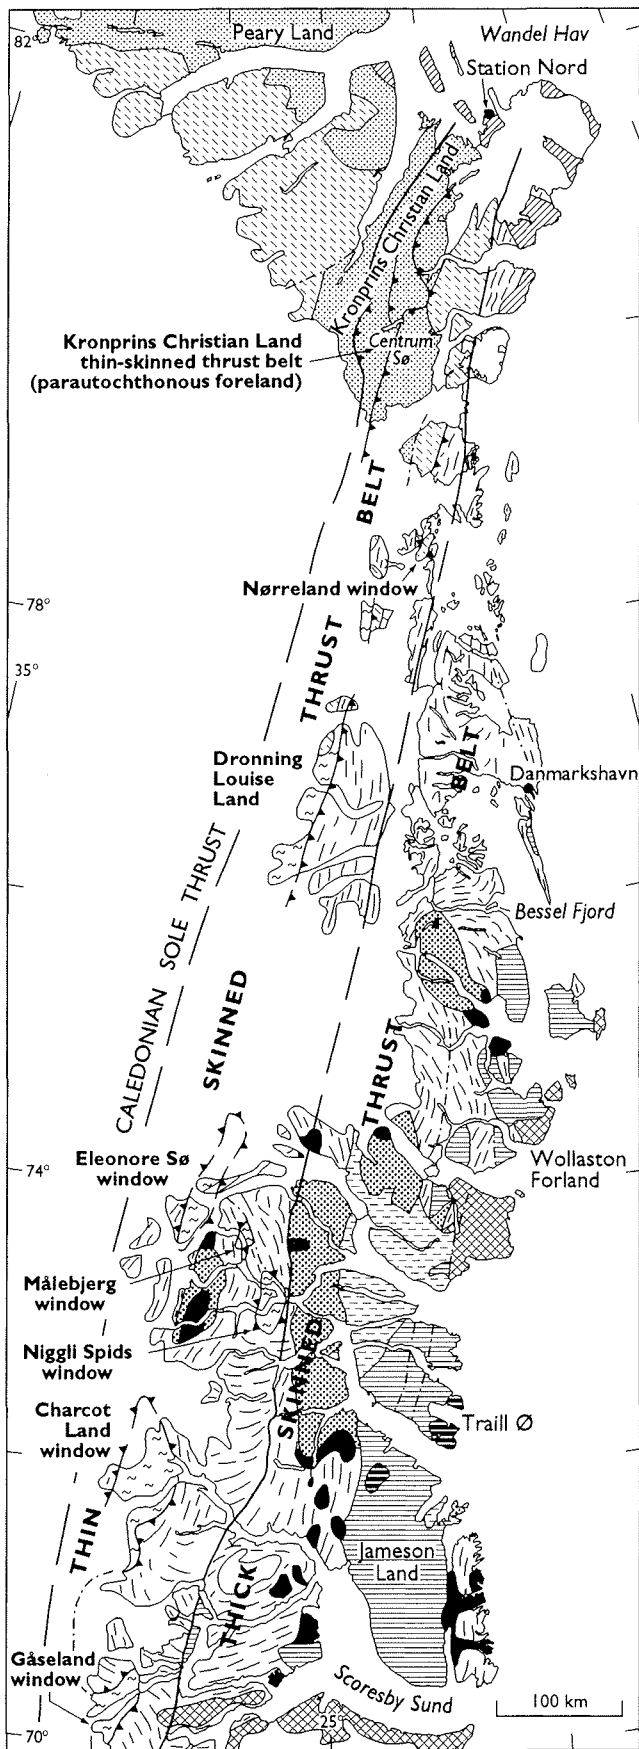 82°
Peary Land
Wandel Hav
Station Nord
Kronprins Christian Land
Kronprins Christian Land
thin-skinned thrust belt
(parautochthonous foreland)
Centrum
Sø
BELT
Nørreland window
78°
35°
THRUST
Dronning
Louise
Land
BELT
Danmarkshavn
CALEDONIAN SOLE THRUST
Bessel Fjord
SKINNED
THRUST
Eleonore Sø
window
74°
Wollaston
Forland
Målebjerg
window
Niggli Spids
window
SKINNED
Charcot
Land
window
Traill Ø
THIN
Jameson
Land
THICK
Gåseland
window
Scoresby Sund
100 km
70°
25°